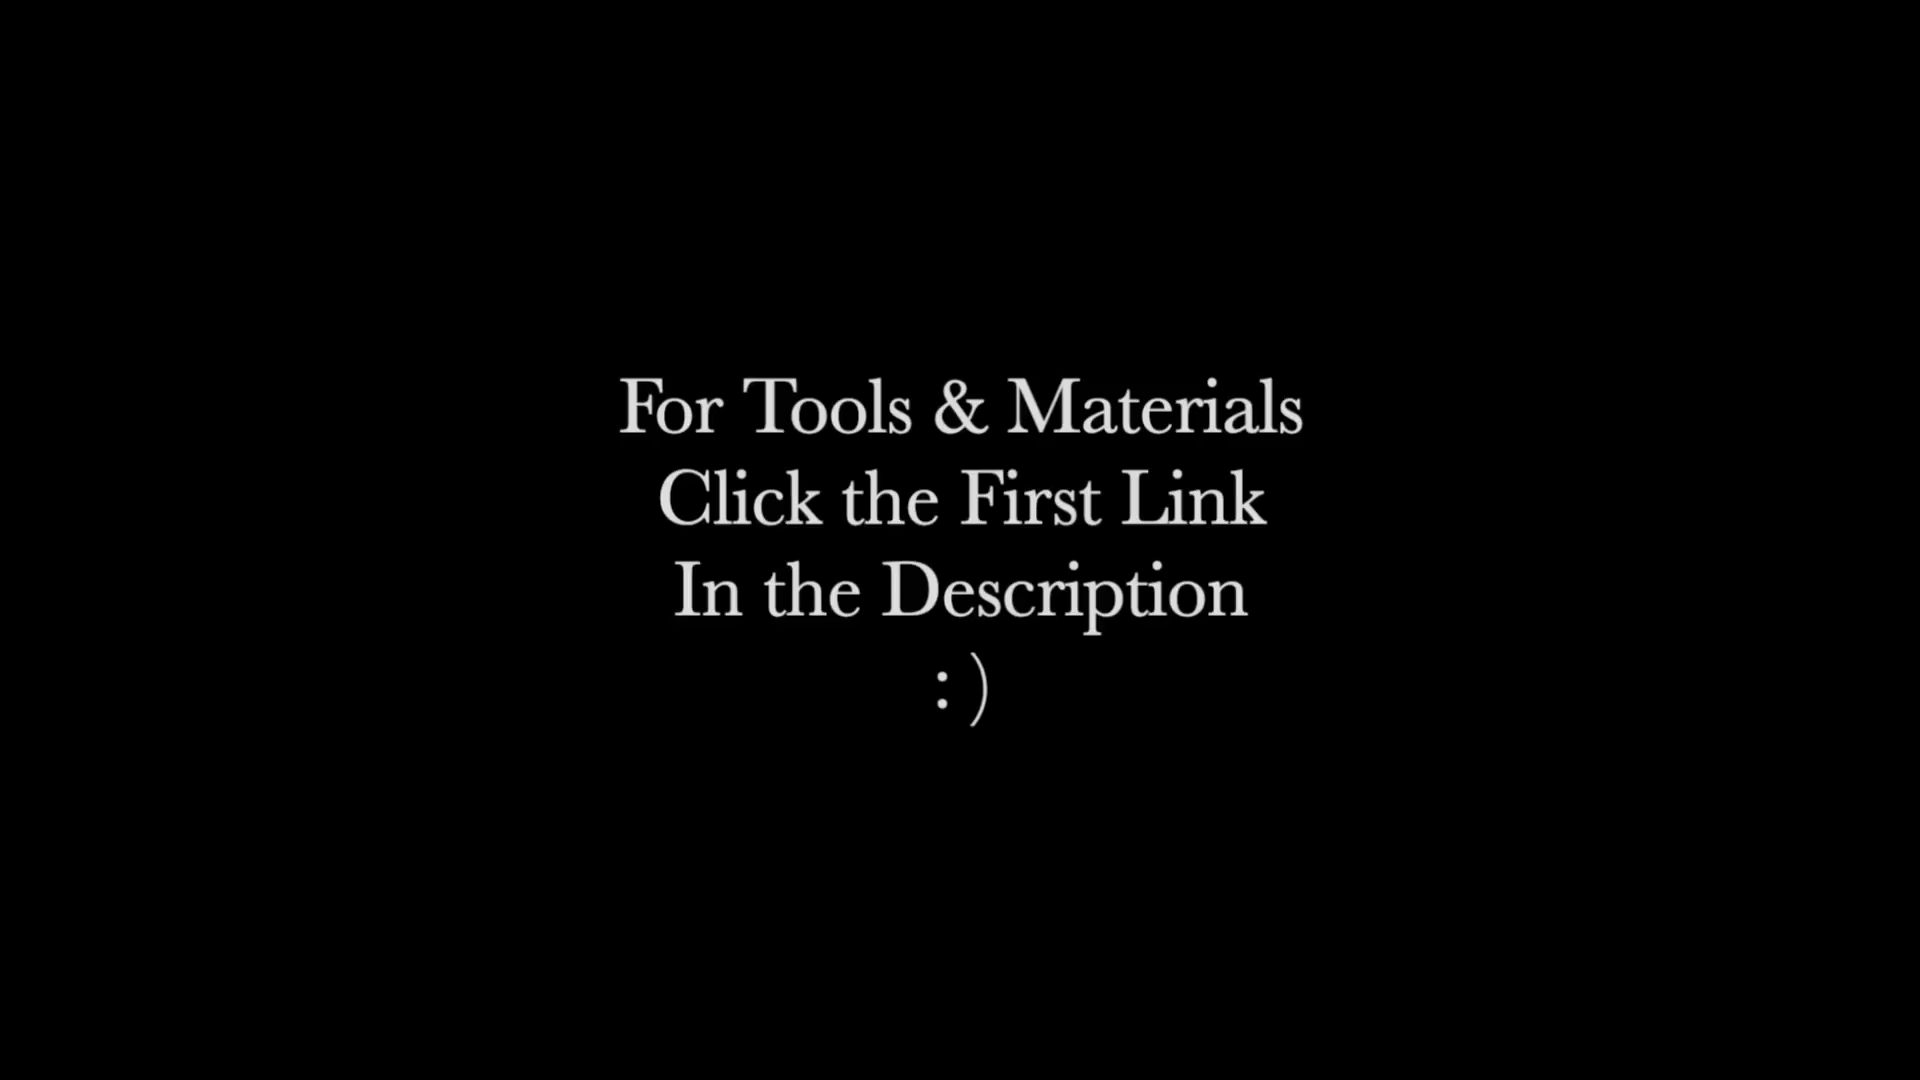 For Tools & Materials
Click the First Link
In the Description
: )